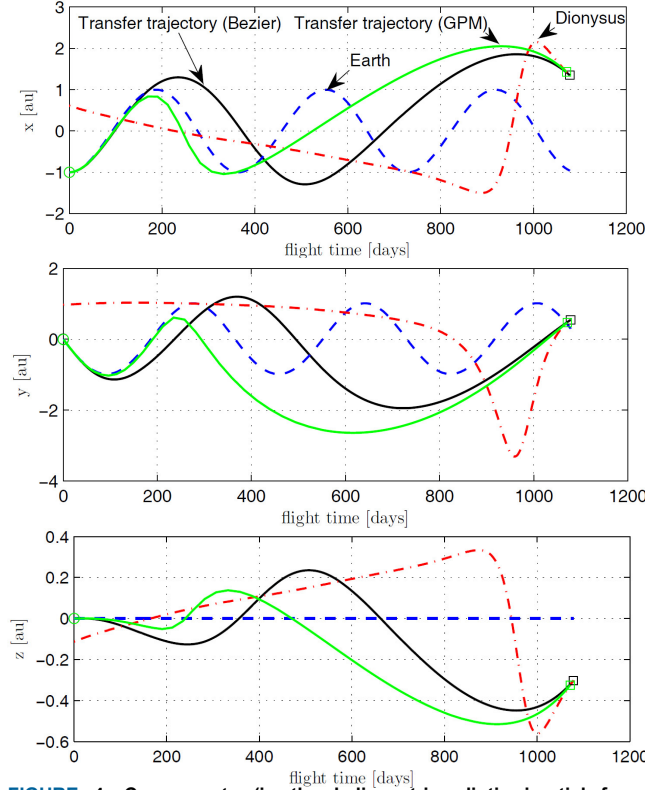 Transfer trajectory (Bezier) Transfer trajectory (GPM) Dionysus
Earth
3
2
1
0
−1
−2
x [au]
0 200 400 600 800 1000 1200
flight time [days]
2
0
−2
−4
y [au]
0 200 400 600 800 1000 1200
flight time [days]
0.4
0.2
0
−0.2
−0.4
−0.6
z [au]
0 200 400 600 800 1000 1200
flight time [days]